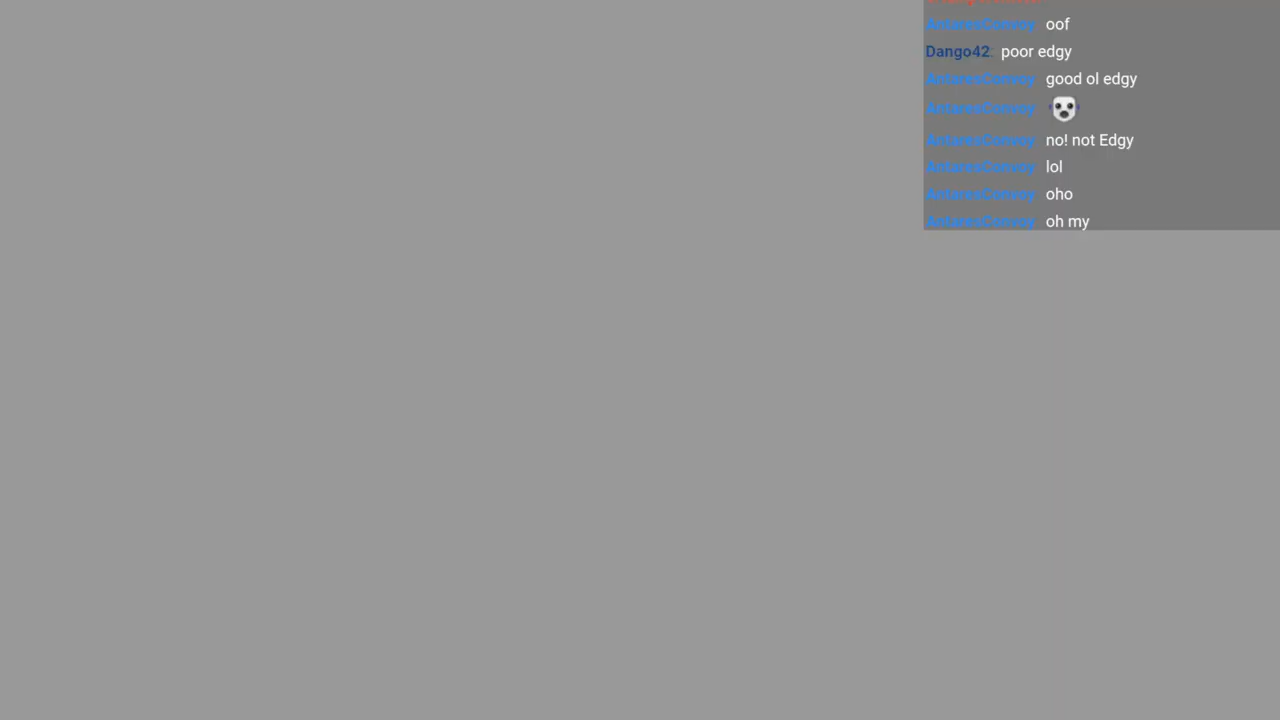 AntaresConvoy oof
Dango42: poor edgy
AntaresConvoy good ol edgy
AntaresConvoy
AntaresConvoy no! not Edgy
AntaresConvoy lol
AntaresConvoy oho
AntaresConvoy oh my